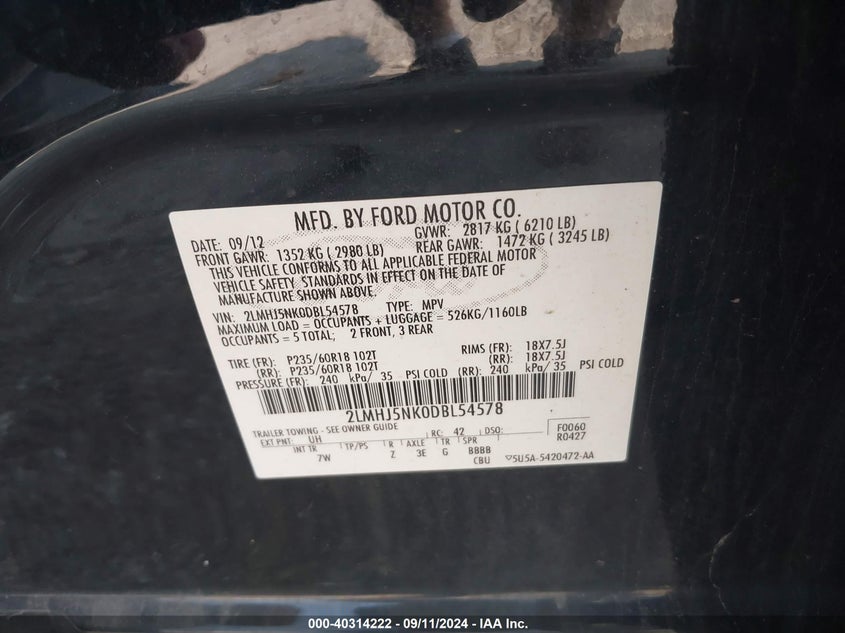 MFD. BY FORD MOTOR CO.
DATE: 09/12 GVWR: 2817 KG ( 6210 LB)
FRONT GAWR: 1352 KG ( 2980 LB) REAR GAWR: 1472 KG ( 3245 LB)
THIS VEHICLE CONFORMS TO ALL APPLICABLE FEDERAL MOTOR
VEHICLE SAFETY, STANDARDS IN EFFECT ON THE DATE OF
MANUFACTURE SHOWN ABOVE.
VIN: 2LMHJ5NK0DBL54578 TYPE: MPV
MAXIMUM LOAD = OCCUPANTS + LUGGAGE = 526KG/1160LB
OCCUPANTS = 5 TOTAL; 2 FRONT, 3 REAR
TIRE (FR): P235/60R18 102T RIMS (FR): 18X7.5J
(RR): P235/60R18 102T (RR): 18X7.5J
PRESSURE (FR): 240 kPa/ 35 PSI COLD (RR): 240 kPa/ 35 PSI COLD
2LMHJ5NK0DBL54578
TRAILER TOWING - SEE OWNER GUIDE
EXT PNT: UH RC: 42 DSO: F0060
INT TR TP/PS R AXLE TR SPR R0427
7W Z 3E G BBBB
CBU ▽5U5A-5420472-AA
000-40314222 - 09/11/2024 - IAA Inc.